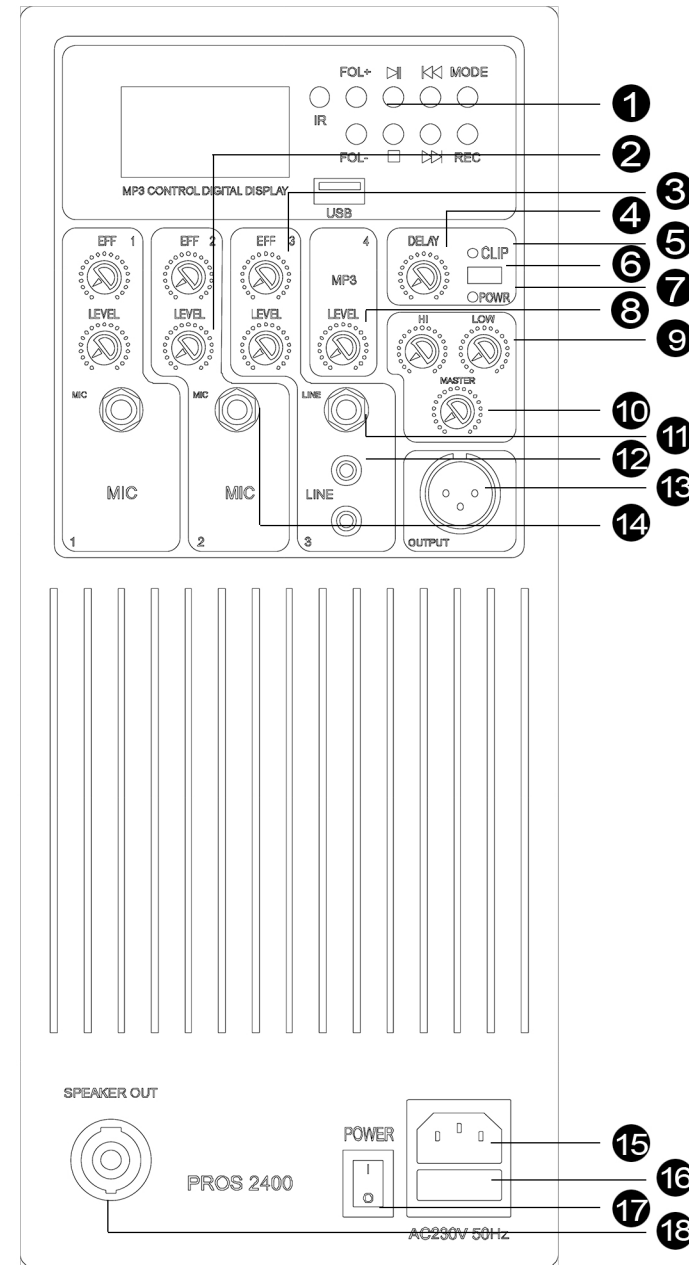 FOL+ MODE
1
IR
2
FOL- REC
MP3 CONTROL DIGITAL DISPLAY
3
USB
4
EFF 1 EFF 2 EFF 3 4 DELAY
5
CLIP
6
MP3
7
POWR
LEVEL LEVEL LEVEL LEVEL
8
HI LOW
9
MASTER
MIC MIC LINE
10
11
12
13
MIC MIC LINE
14
1 2 3 OUTPUT
SPEAKER OUT
POWER
15
I
16
PROS 2400
O
17
AC230V 50Hz
18